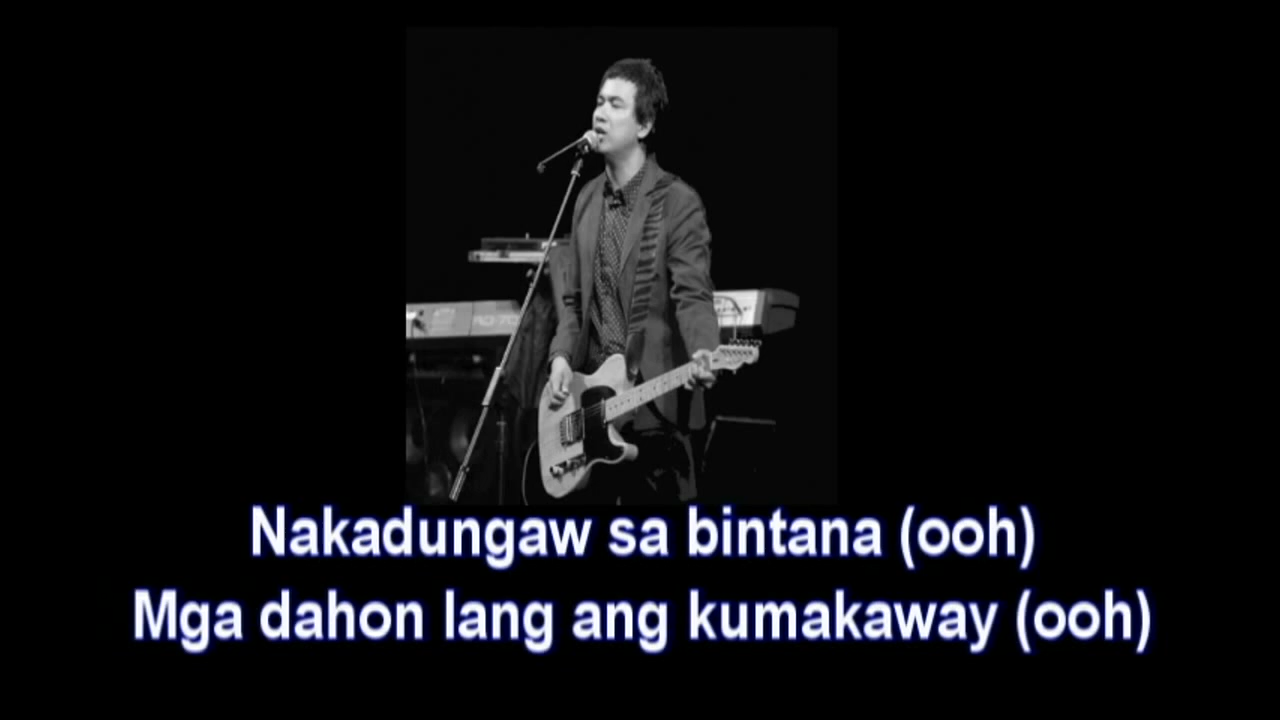 Nakadungaw sa bintana (ooh)
Mga dahon lang ang kumakaway (ooh)